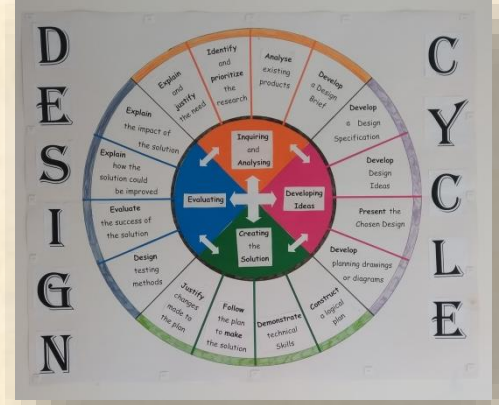 DESIGN
CYCLE
Identify
and
prioritize
the
research
Analyse
existing
products
Develop
a Design
Brief
Develop
a Design
Specification
Develop
Design
Ideas
Present the
Chosen Design
Develop
planning drawings
or diagrams
Construct
a logical
plan
Demonstrate
technical
Skills
Follow
the plan
to make
the solution
Justify
changes
made to
the plan
Design
testing
methods
Evaluate
the success of
the solution
Explain
how the
solution could
be improved
Explain
the impact of
the solution
Explain
and
justify
the need
Inquiring
and
Analysing
Developing
Ideas
Creating
the
Solution
Evaluating